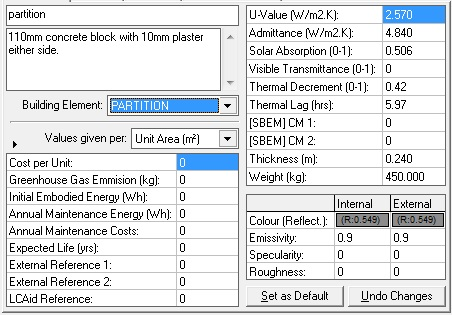 partition
110mm concrete block with 10mm plaster
either side.
Building Element: PARTITION
Values given per: Unit Area (m²)
Cost per Unit: 0
Greenhouse Gas Emmision (kg): 0
Initial Embodied Energy (Wh): 0
Annual Maintenance Energy (Wh): 0
Annual Maintenance Costs: 0
Expected Life (yrs): 0
External Reference 1: 0
External Reference 2: 0
LCAid Reference: 0
U-Value (W/m2.K): 2.570
Admittance (W/m2.K): 4.840
Solar Absorption (0-1): 0.506
Visible Transmittance (0-1): 0
Thermal Decrement (0-1): 0.42
Thermal Lag (hrs): 5.97
[SBEM] CM 1: 0
[SBEM] CM 2: 0
Thickness (m): 0.240
Weight (kg): 450.000
Internal External
Colour (Reflect.): (R:0.549) (R:0.549)
Emissivity: 0.9 0.9
Specularity: 0 0
Roughness: 0 0
Set as Default Undo Changes